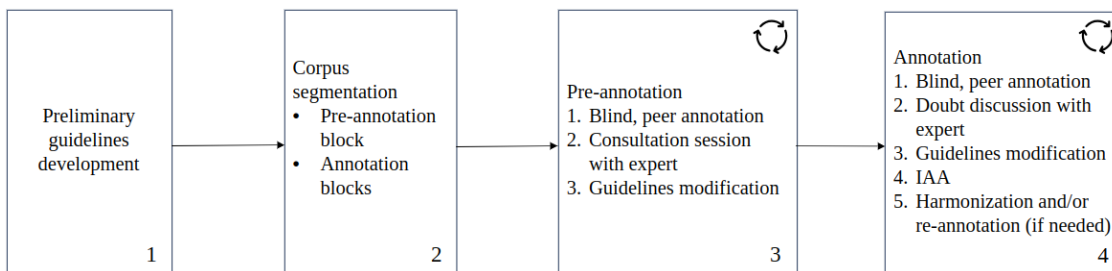 Preliminary
guidelines
development
1
Corpus
segmentation
• Pre-annotation
block
• Annotation
blocks
2
Pre-annotation
1. Blind, peer annotation
2. Consultation session
with expert
3. Guidelines modification
3
Annotation
1. Blind, peer annotation
2. Doubt discussion with
expert
3. Guidelines modification
4. IAA
5. Harmonization and/or
re-annotation (if needed)
4